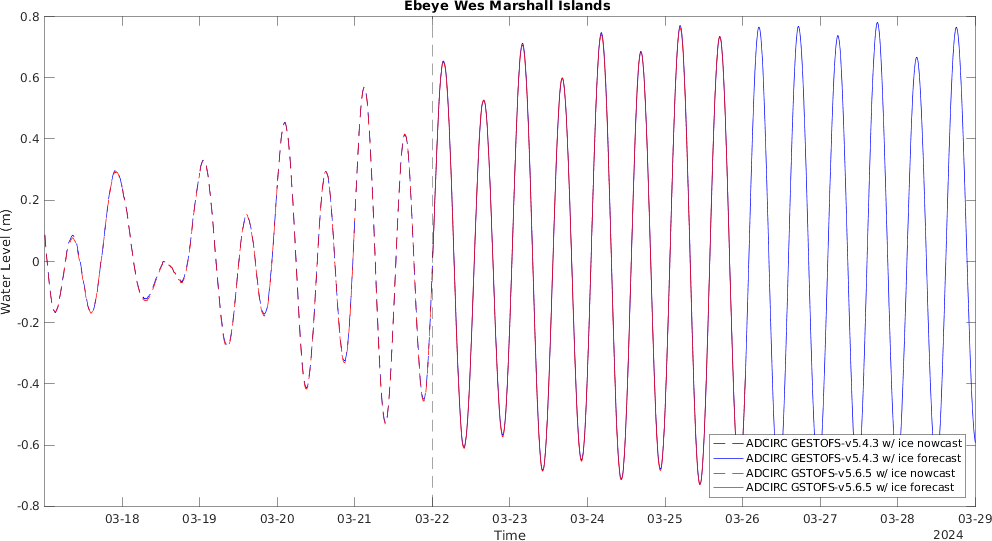 Ebeye Wes Marshall Islands
0.8
0.6
0.4
0.2
0
-0.2
-0.4
-0.6
-0.8
Water Level (m)
ADCIRC GESTOFS-v5.4.3 w/ ice nowcast
ADCIRC GESTOFS-v5.4.3 w/ ice forecast
ADCIRC GSTOFS-v5.6.5 w/ ice nowcast
ADCIRC GSTOFS-v5.6.5 w/ ice forecast
03-18 03-19 03-20 03-21 03-22 03-23 03-24 03-25 03-26 03-27 03-28 03-29
Time
2024